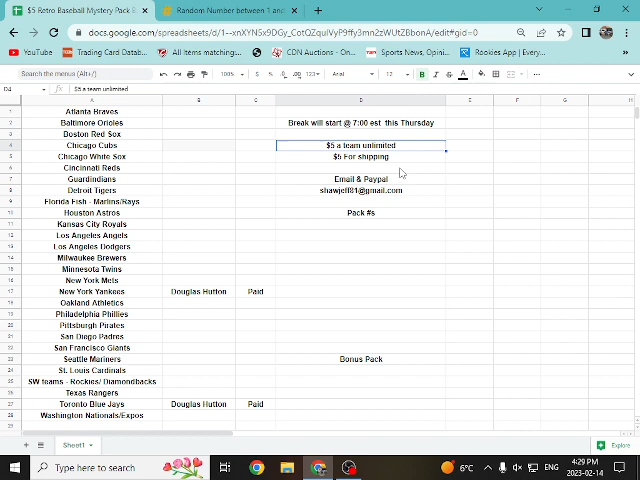 $5 Retro Baseball Mystery Pack B
Random Number between 1 and
docs.google.com/spreadsheets/d/1--xnXYN5x9DGy_CotQZquIVyP9ffy3mn2zWUtZBbonA/edit#gid=0
YouTube
Trading Card Datab...
All items matching...
CDN Auctions - On...
Sports News, Opini...
Rookies App | Every...
Search the menus (Alt+/)
100%
$ % .0 .00 123
Arial
12
B I S A
D4
fx $5 a team unlimited
A B C D E F G H
1 Atlanta Braves
2 Baltimore Orioles Break will start @ 7:00 est this Thursday
3 Boston Red Sox
4 Chicago Cubs $5 a team unlimited
5 Chicago White Sox $5 For shipping
6 Cincinnati Reds
7 Guardindians Email & Paypal
8 Detroit Tigers shawjeff81@gmail.com
9 Florida Fish - Marlins/Rays
10 Houston Astros Pack #s
11 Kansas City Royals
12 Los Angeles Angels
13 Los Angeles Dodgers
14 Milwaukee Brewers
15 Minnesota Twins
16 New York Mets
17 New York Yankees Douglas Hutton Paid
18 Oakland Athletics
19 Philadelphia Phillies
20 Pittsburgh Pirates
21 San Diego Padres
22 San Francisco Giants
23 Seattle Mariners Bonus Pack
24 St. Louis Cardinals
25 SW teams - Rockies/ Diamondbacks
26 Texas Rangers
27 Toronto Blue Jays Douglas Hutton Paid
28 Washington Nationals/Expos
29
Sheet1
Explore
Type here to search
6°C
ENG
4:29 PM
2023-02-14